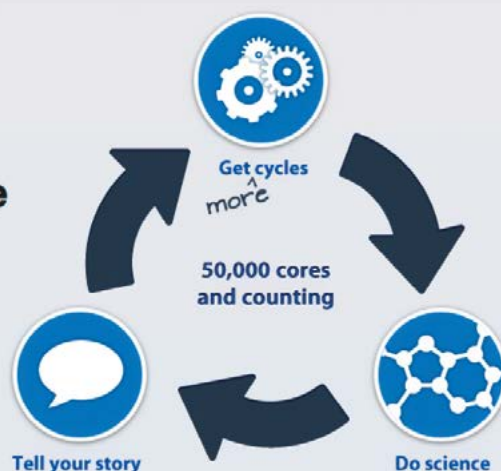 Get cycles
^
more
e
50,000 cores
and counting
Tell your story
Do science